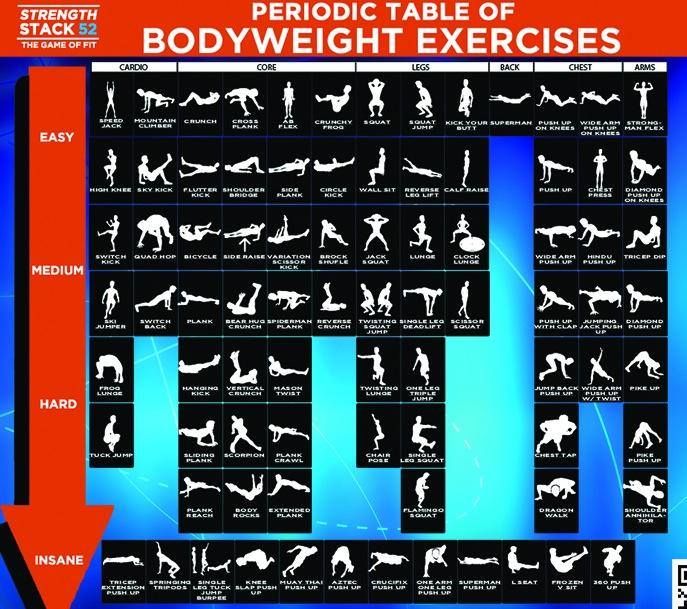 STRENGTH
STACK 52
THE GAME OF FIT
PERIODIC TABLE OF
BODYWEIGHT EXERCISES
CARDIO CORE LEGS BACK CHEST ARMS
EASY
SPEED JACK
MOUNTAIN CLIMBER
CRUNCH
CROSS PLANK
AB FLEX
CRUNCHY FROG
SQUAT
SQUAT JUMP
KICK YOUR BUTT
SUPERMAN
PUSH UP ON KNEES
WIDE ARM PUSH UP ON KNEES
STRONG-MAN FLEX
HIGH KNEE
SKY KICK
FLUTTER KICK
SHOULDER BRIDGE
SIDE PLANK
CIRCLE KICK
WALL SIT
REVERSE LEG LIFT
CALF RAISE
PUSH UP
CHEST PRESS
DIAMOND PUSH UP ON KNEES
MEDIUM
SWITCH KICK
QUAD HOP
BICYCLE
SIDE RAISE
VARIATION SCISSOR KICK
BROCK SHUFLE
JACK SQUAT
LUNGE
CLOCK LUNGE
WIDE ARM PUSH UP
HINDU PUSH UP
TRICEP DIP
SKI JUMPER
SWITCH BACK
PLANK
BEAR HUG CRUNCH
SPIDERMAN PLANK
REVERSE CRUNCH
TWISTING SQUAT JUMP
SINGLE LEG DEADLIFT
SCISSOR SQUAT
PUSH UP WITH CLAP
JUMPING JACK PUSH UP
DIAMOND PUSH UP
HARD
FROG LUNGE
HANGING KICK
VERTICAL CRUNCH
MASON TWIST
TWISTING LUNGE
ONE LEG TRIPLE JUMP
JUMP BACK PUSH UP
WIDE ARM PUSH UP W/ TWIST
PIKE UP
TUCK JUMP
SLIDING PLANK
SCORPION
PLANK CRAWL
CHAIR POSE
SINGLE LEG SQUAT
CHEST TAP
PIKE PUSH UP
PLANK REACH
BODY ROCKS
EXTENDED PLANK
FLAMINGO SQUAT
DRAGON WALK
SHOULDER ANNIHILA-TOR
INSANE
TRICEP EXTENSION PUSH UP
SPRINGING TRIPODS
SINGLE LEG TUCK JUMP BURPEE
KNEE SLAP PUSH UP
MUAY THAI PUSH UP
AZTEC PUSH UP
CRUCIFIX PUSH UP
ONE ARM ONE LEG PUSH UP
SUPERMAN PUSH UP
L SEAT
FROZEN V SIT
360 PUSH UP